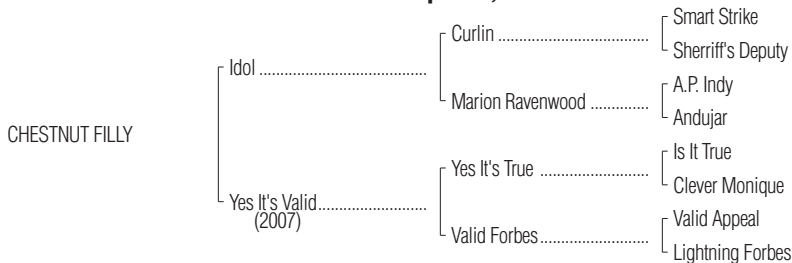 Smart Strike
Curlin ....................................
Sherriff's Deputy
Idol ........................................
A.P. Indy
Marion Ravenwood ..............
Andujar
CHESTNUT FILLY
Is It True
Yes It's True ..........................
Clever Monique
Yes It's Valid..........................
(2007)
Valid Appeal
Valid Forbes..........................
Lightning Forbes